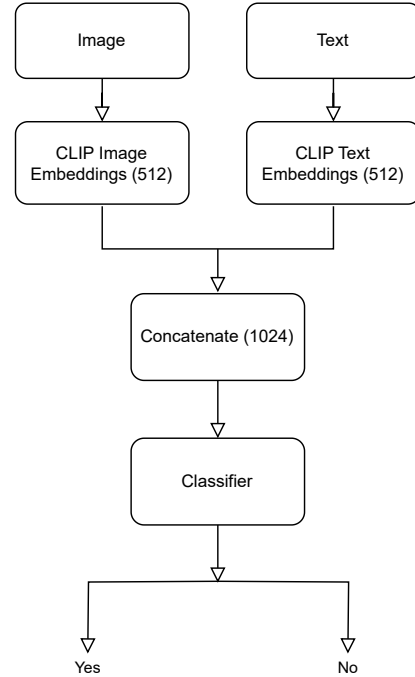 Image
Text
CLIP Image
Embeddings (512)
CLIP Text
Embeddings (512)
Concatenate (1024)
Classifier
Yes
No